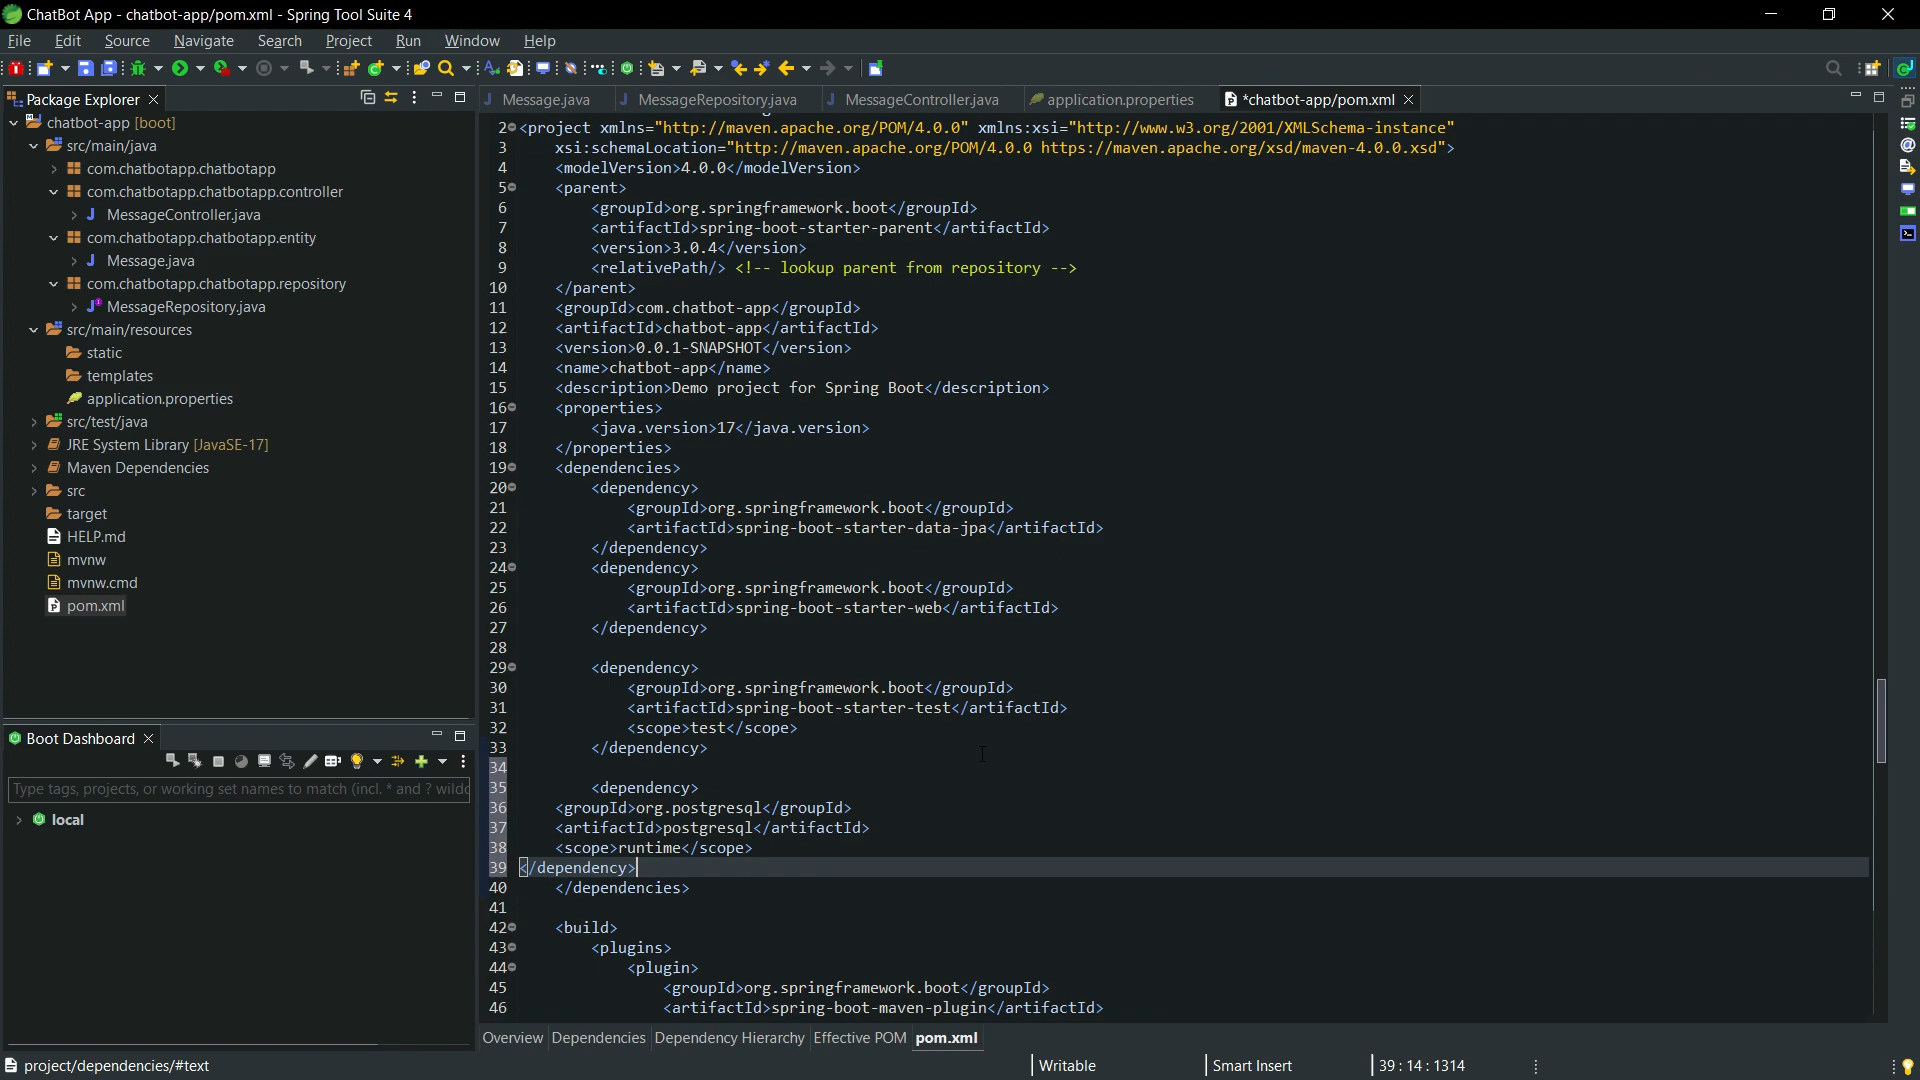 ChatBot App - chatbot-app/pom.xml - Spring Tool Suite 4
File Edit Source Navigate Search Project Run Window Help
Package Explorer
chatbot-app [boot]
src/main/java
com.chatbotapp.chatbotapp
com.chatbotapp.chatbotapp.controller
MessageController.java
com.chatbotapp.chatbotapp.entity
Message.java
com.chatbotapp.chatbotapp.repository
MessageRepository.java
src/main/resources
static
templates
application.properties
src/test/java
JRE System Library [JavaSE-17]
Maven Dependencies
src
target
HELP.md
mvnw
mvnw.cmd
pom.xml
Boot Dashboard
Type tags, projects, or working set names to match (incl. * and ? wildc
local
Message.java MessageRepository.java MessageController.java application.properties *chatbot-app/pom.xml
2 <project xmlns="http://maven.apache.org/POM/4.0.0" xmlns:xsi="http://www.w3.org/2001/XMLSchema-instance"
3 xsi:schemaLocation="http://maven.apache.org/POM/4.0.0 https://maven.apache.org/xsd/maven-4.0.0.xsd">
4 <modelVersion>4.0.0</modelVersion>
5 <parent>
6 <groupId>org.springframework.boot</groupId>
7 <artifactId>spring-boot-starter-parent</artifactId>
8 <version>3.0.4</version>
9 <relativePath/> <!-- lookup parent from repository -->
10 </parent>
11 <groupId>com.chatbot-app</groupId>
12 <artifactId>chatbot-app</artifactId>
13 <version>0.0.1-SNAPSHOT</version>
14 <name>chatbot-app</name>
15 <description>Demo project for Spring Boot</description>
16 <properties>
17 <java.version>17</java.version>
18 </properties>
19 <dependencies>
20 <dependency>
21 <groupId>org.springframework.boot</groupId>
22 <artifactId>spring-boot-starter-data-jpa</artifactId>
23 </dependency>
24 <dependency>
25 <groupId>org.springframework.boot</groupId>
26 <artifactId>spring-boot-starter-web</artifactId>
27 </dependency>
28
29 <dependency>
30 <groupId>org.springframework.boot</groupId>
31 <artifactId>spring-boot-starter-test</artifactId>
32 <scope>test</scope>
33 </dependency>
34
35 <dependency>
36 <groupId>org.postgresql</groupId>
37 <artifactId>postgresql</artifactId>
38 <scope>runtime</scope>
39 </dependency>
40 </dependencies>
41
42 <build>
43 <plugins>
44 <plugin>
45 <groupId>org.springframework.boot</groupId>
46 <artifactId>spring-boot-maven-plugin</artifactId>
Overview Dependencies Dependency Hierarchy Effective POM pom.xml
project/dependencies/#text Writable Smart Insert 39 : 14 : 1314